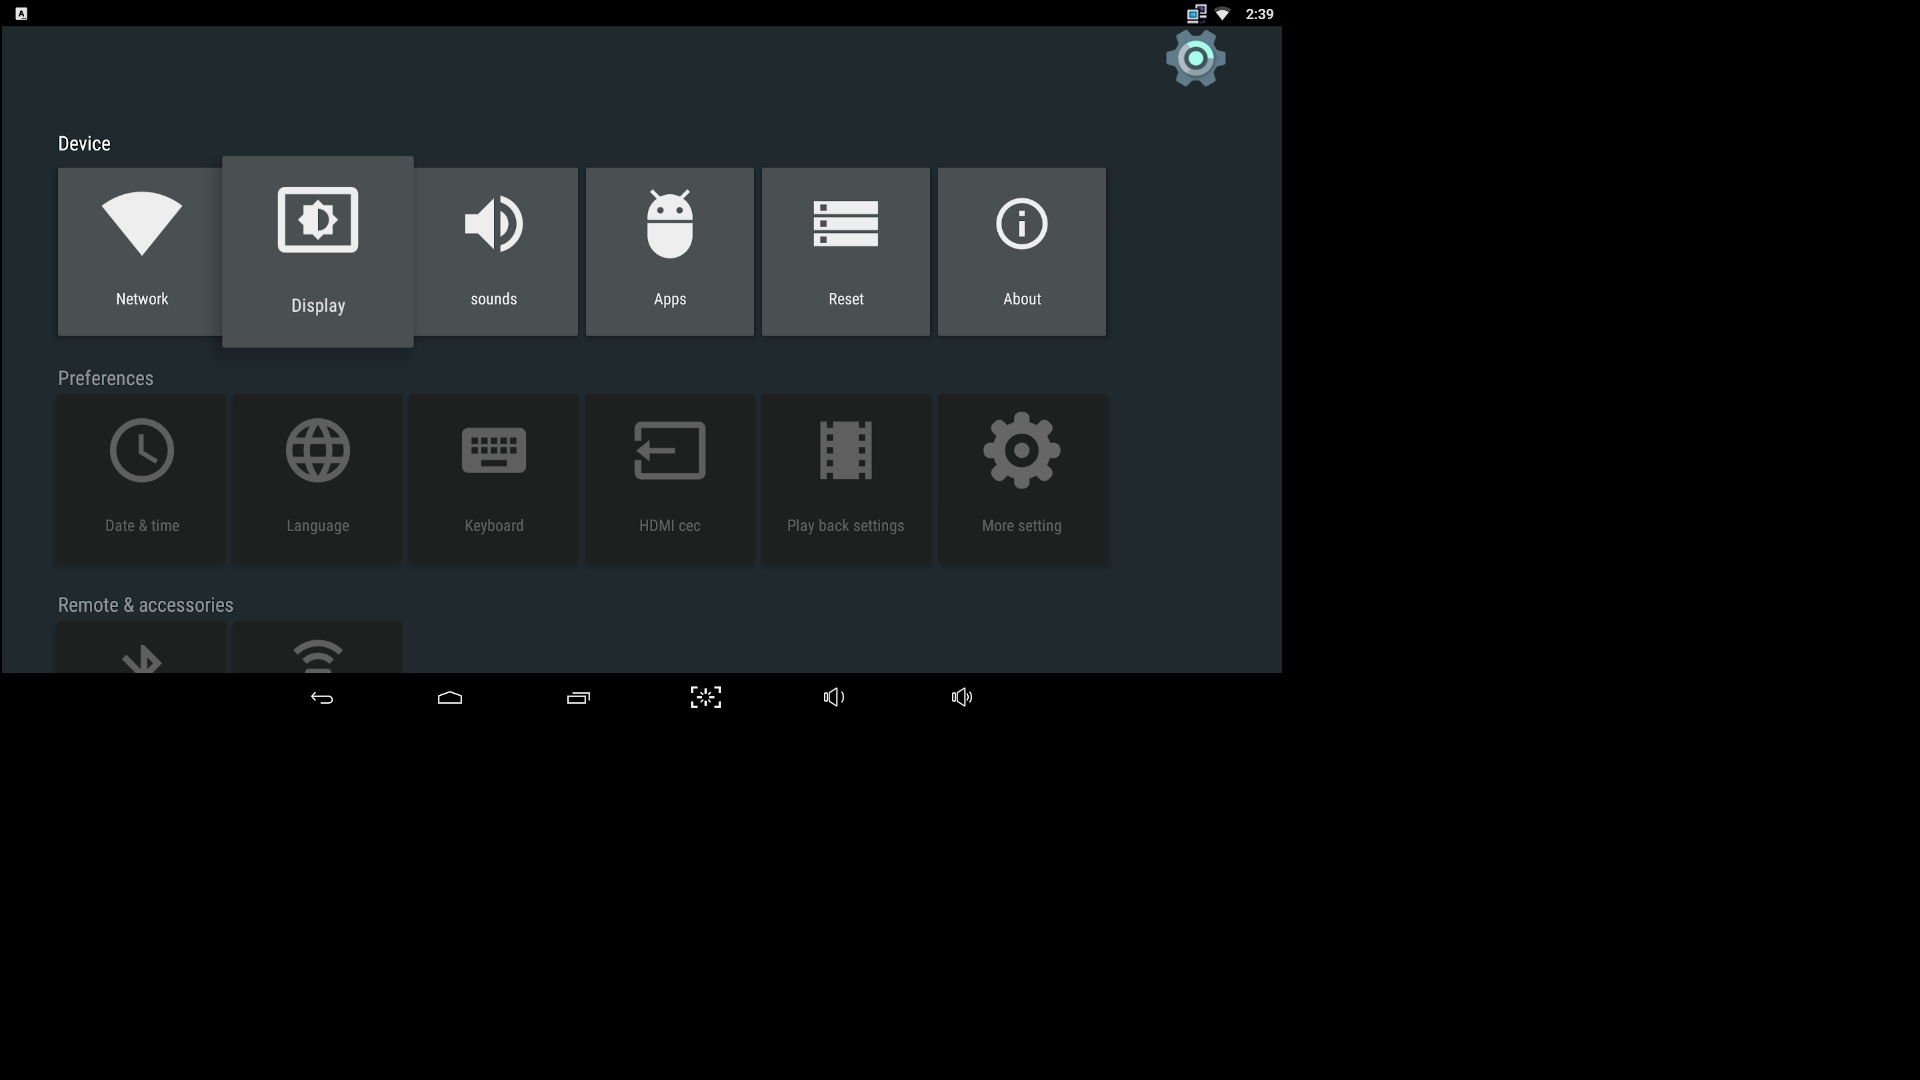 2:39
Device
Network
Display
sounds
Apps
Reset
About
Preferences
Date & time
Language
Keyboard
HDMI cec
Play back settings
More setting
Remote & accessories